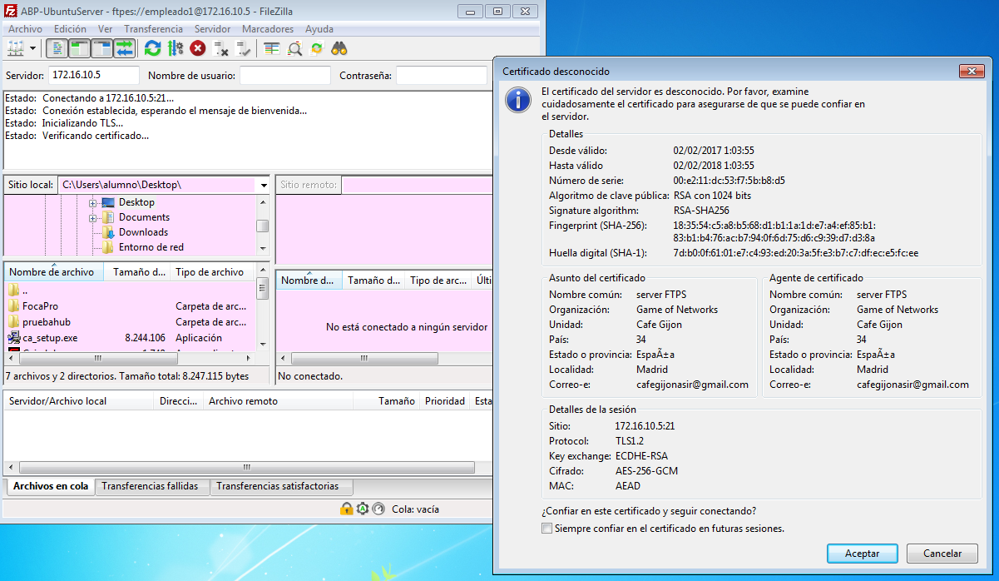 ABP-UbuntuServer - ftpes://empleado1@172.16.10.5 - FileZilla
Archivo Edición Ver Transferencia Servidor Marcadores Ayuda
Servidor: 172.16.10.5 Nombre de usuario: Contraseña:
Estado: Conectando a 172.16.10.5:21...
Estado: Conexión establecida, esperando el mensaje de bienvenida...
Estado: Inicializando TLS...
Estado: Verificando certificado...
Sitio local: C:\Users\alumno\Desktop\
Desktop
Documents
Downloads
Entorno de red
Sitio remoto:
Nombre de archivo Tamaño d... Tipo de archivo
..
FocaPro Carpeta de arc...
pruebahub Carpeta de arc...
ca_setup.exe 8.244.106 Aplicación
7 archivos y 2 directorios. Tamaño total: 8.247.115 bytes
Nombre d... Tamaño d... Tipo de arc... Últi
No está conectado a ningún servidor
No conectado.
Servidor/Archivo local Direcci... Archivo remoto Tamaño Prioridad Esta
Archivos en cola Transferencias fallidas Transferencias satisfactorias
Cola: vacía
Certificado desconocido
El certificado del servidor es desconocido. Por favor, examine
cuidadosamente el certificado para asegurarse de que se puede confiar en
el servidor.
Detalles
Desde válido: 02/02/2017 1:03:55
Hasta válido 02/02/2018 1:03:55
Número de serie: 00:e2:11:dc:53:f7:5b:b8:d5
Algoritmo de clave pública: RSA con 1024 bits
Signature algorithm: RSA-SHA256
Fingerprint (SHA-256): 18:35:54:c5:a8:b5:68:d1:b1:1a:1d:e7:a4:ef:85:b1:
83:b1:b4:76:ac:b7:94:0f:6d:75:d6:c9:39:d7:d3:8a
Huella digital (SHA-1): 7d:b0:0f:61:01:e7:c4:93:ed:20:3a:5f:e3:b7:c7:df:ec:e5:fc:ee
Asunto del certificado
Nombre común: server FTPS
Organización: Game of Networks
Unidad: Cafe Gijon
País: 34
Estado o provincia: EspaÃ±a
Localidad: Madrid
Correo-e: cafegijonasir@gmail.com
Agente de certificado
Nombre común: server FTPS
Organización: Game of Networks
Unidad: Cafe Gijon
País: 34
Estado o provincia: EspaÃ±a
Localidad: Madrid
Correo-e: cafegijonasir@gmail.com
Detalles de la sesión
Sitio: 172.16.10.5:21
Protocol: TLS1.2
Key exchange: ECDHE-RSA
Cifrado: AES-256-GCM
MAC: AEAD
¿Confiar en este certificado y seguir conectando?
Siempre confiar en el certificado en futuras sesiones.
Aceptar Cancelar